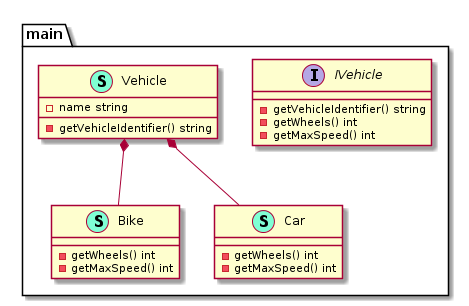 main
S Vehicle
name string
getVehicleIdentifier() string
I IVehicle
getVehicleIdentifier() string
getWheels() int
getMaxSpeed() int
S Bike
getWheels() int
getMaxSpeed() int
S Car
getWheels() int
getMaxSpeed() int